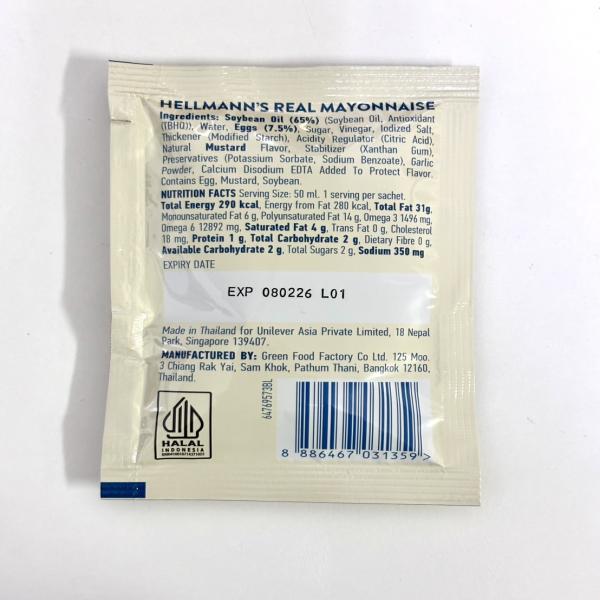 HELLMANN'S REAL MAYONNAISE
Ingredients: Soybean Oil (65%) (Soybean Oil, Antioxidant
(TBHQ)), Water, Eggs (7.5%), Sugar, Vinegar, Iodized Salt,
Thickener (Modified Starch), Acidity Regulator (Citric Acid),
Natural Mustard Flavor, Stabilizer (Xanthan Gum),
Preservatives (Potassium Sorbate, Sodium Benzoate), Garlic
Powder, Calcium Disodium EDTA Added To Protect Flavor.
Contains Egg, Mustard, Soybean.
NUTRITION FACTS Serving Size: 50 ml. 1 serving per sachet.
Total Energy 290 kcal, Energy from Fat 280 kcal, Total Fat 31g,
Monounsaturated Fat 6 g, Polyunsaturated Fat 14 g, Omega 3 1496 mg,
Omega 6 12892 mg, Saturated Fat 4 g, Trans Fat 0 g, Cholesterol
18 mg, Protein 1 g, Total Carbohydrate 2 g, Dietary Fibre 0 g,
Available Carbohydrate 2 g, Total Sugars 2 g, Sodium 350 mg
EXPIRY DATE
EXP 080226 L01
Made in Thailand for Unilever Asia Private Limited, 18 Nepal
Park, Singapore 139407.
MANUFACTURED BY: Green Food Factory Co Ltd. 125 Moo.
3 Chiang Rak Yai, Sam Khok, Pathum Thani, Bangkok 12160,
Thailand.
HALAL
INDONESIA
64769573BL
8 886467 031359 >